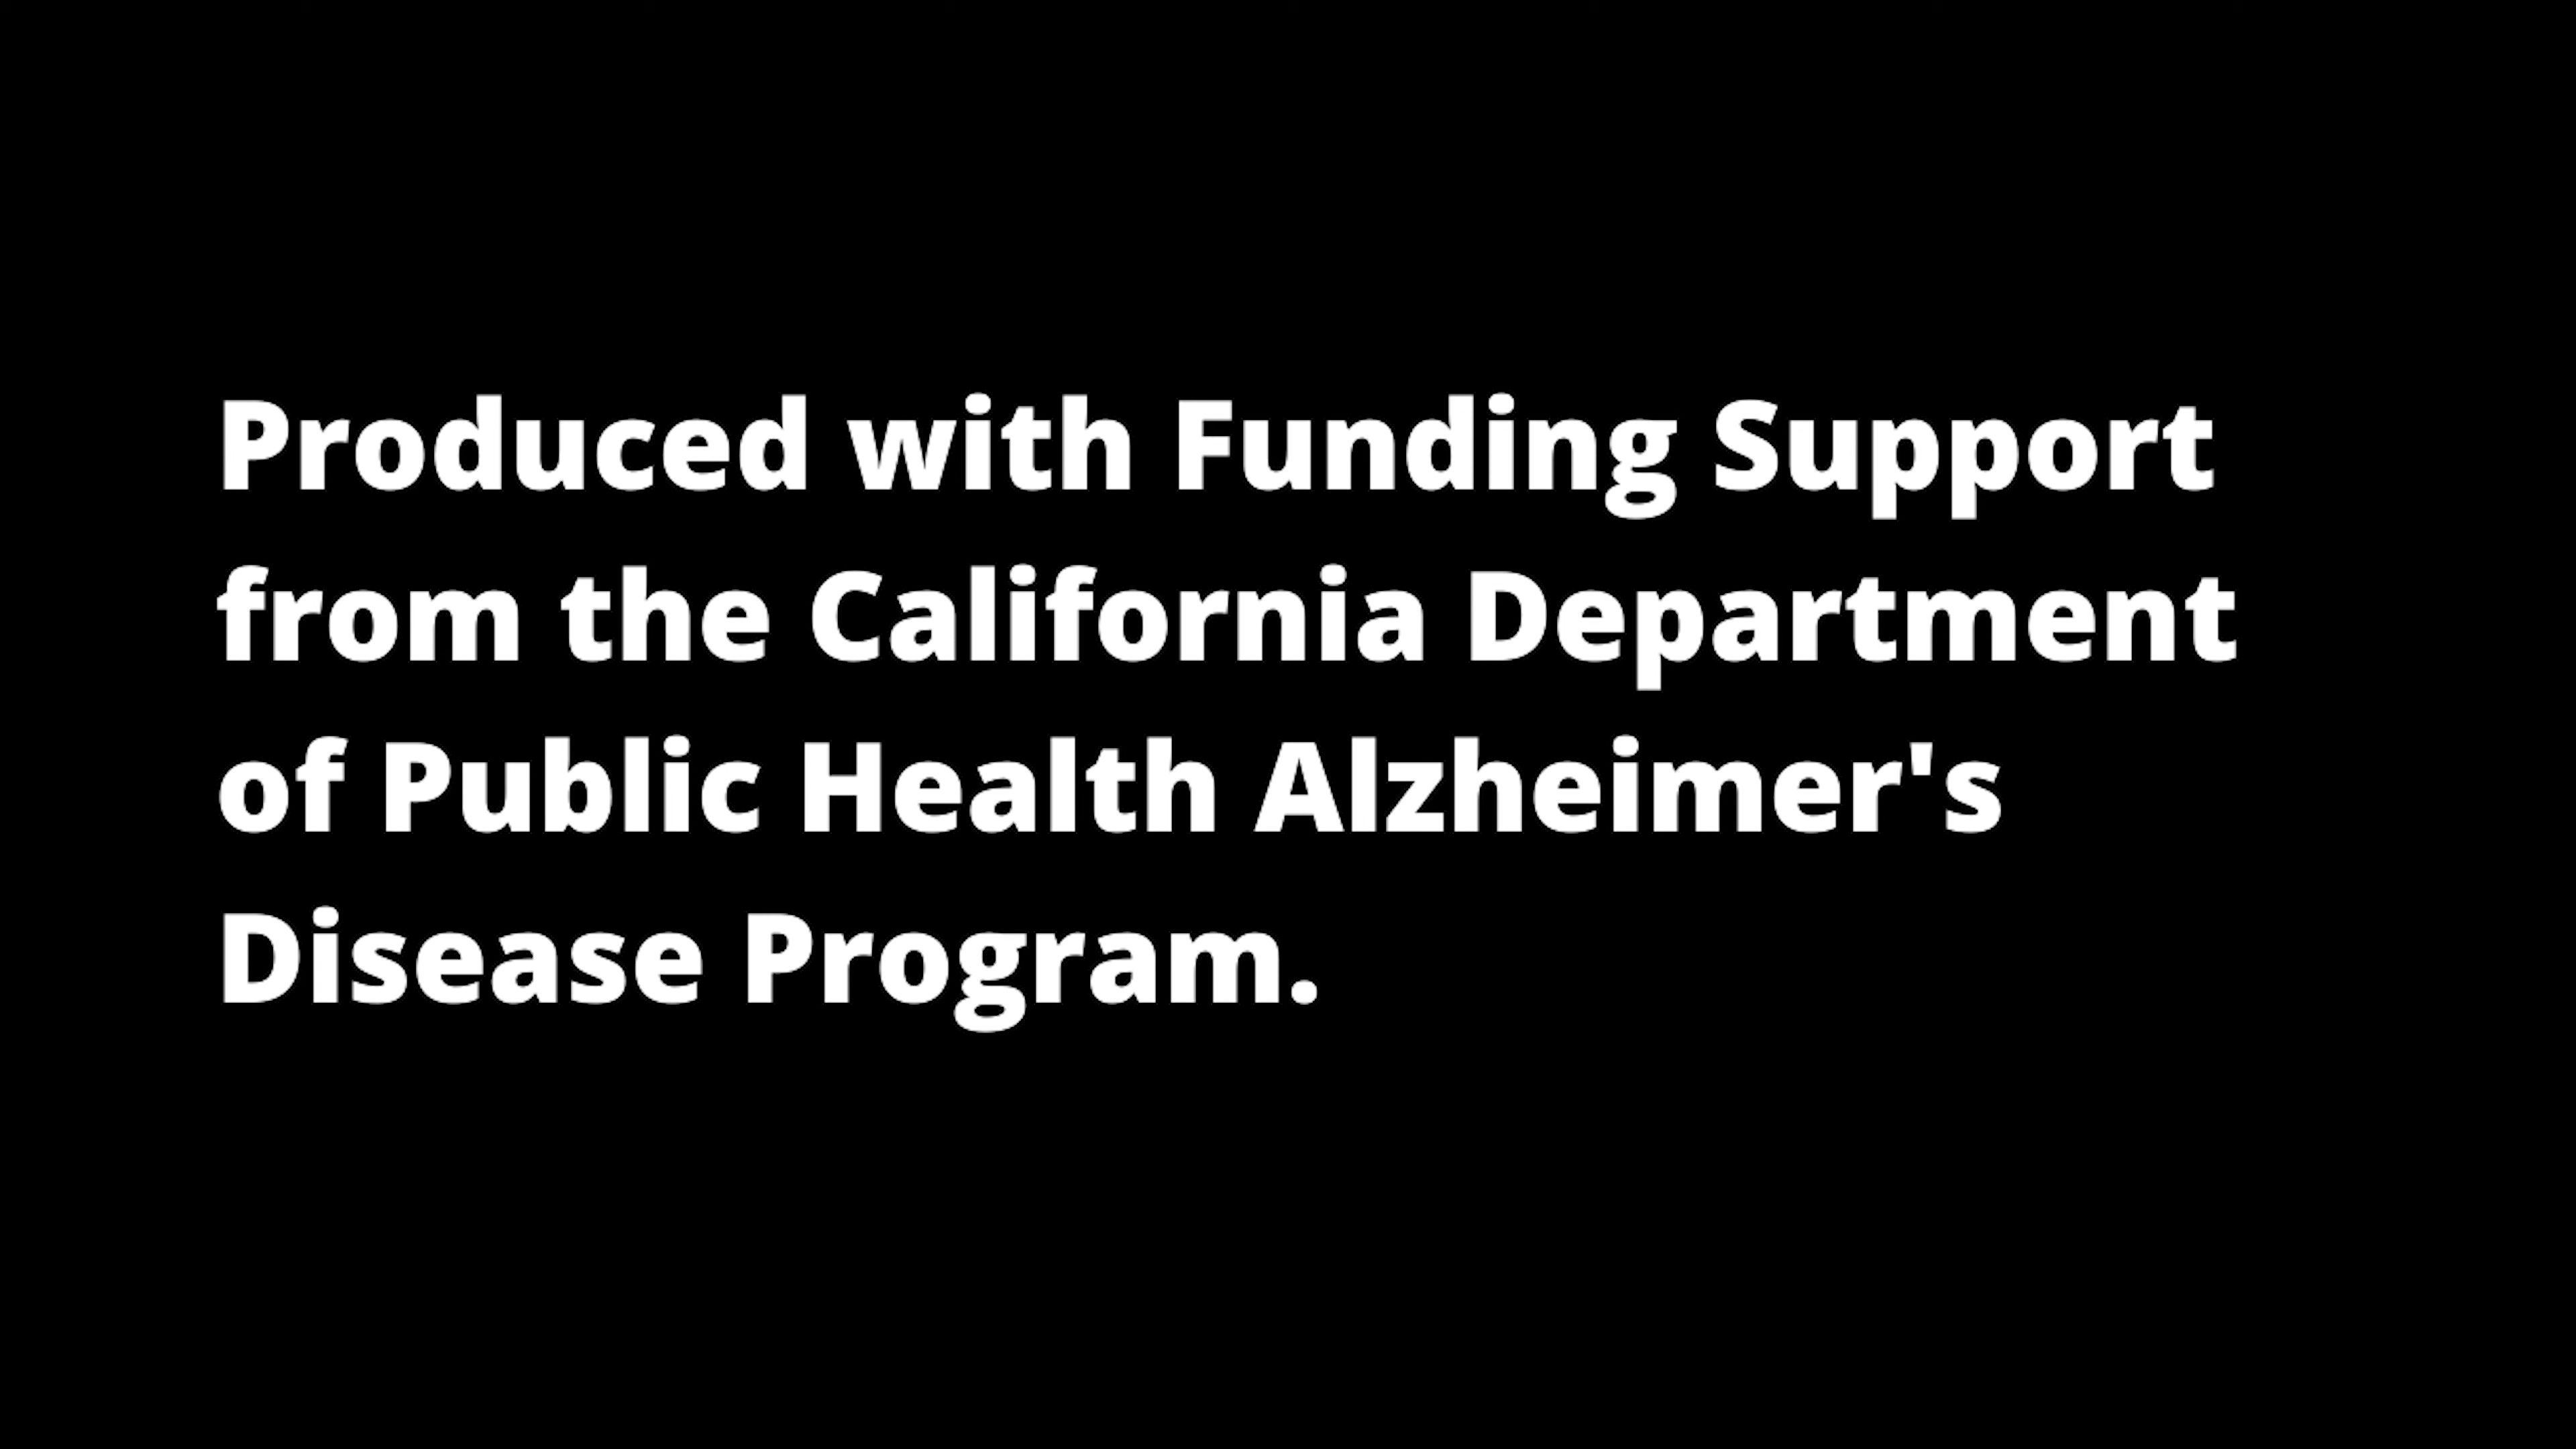 Produced with Funding Support
from the California Department
of Public Health Alzheimer's
Disease Program.